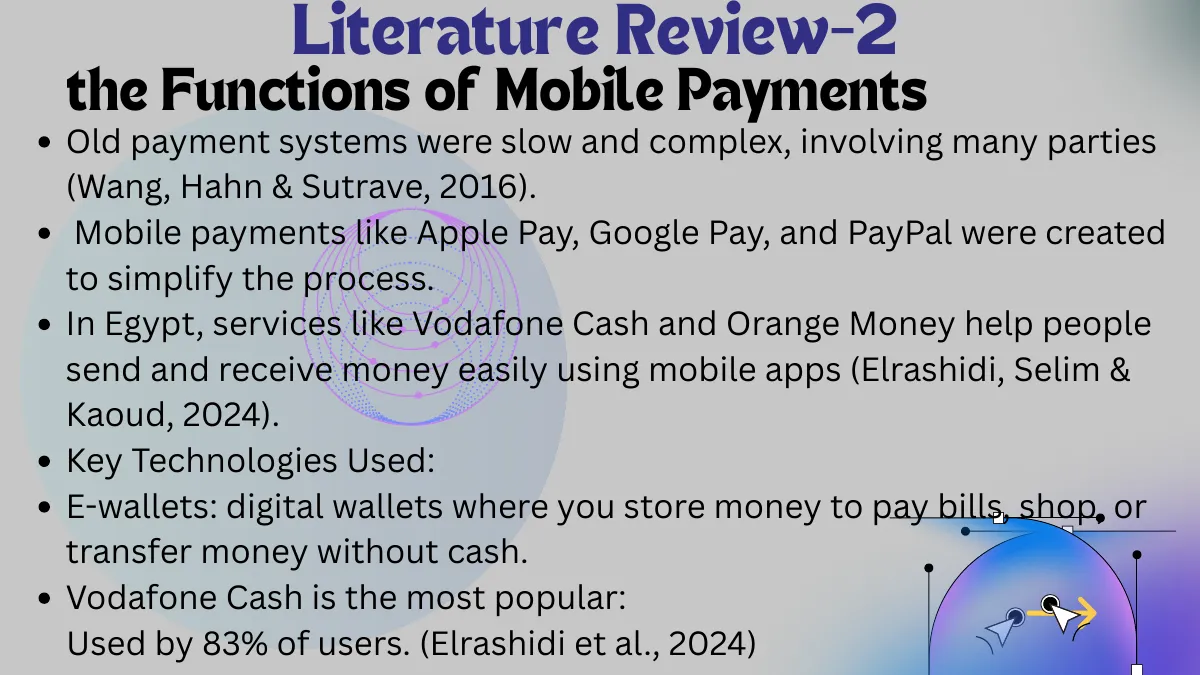 Literature Review-2
the Functions of Mobile Payments
• Old payment systems were slow and complex, involving many parties
(Wang, Hahn & Sutrave, 2016).
• Mobile payments like Apple Pay, Google Pay, and PayPal were created
to simplify the process.
• In Egypt, services like Vodafone Cash and Orange Money help people
send and receive money easily using mobile apps (Elrashidi, Selim &
Kaoud, 2024).
• Key Technologies Used:
• E-wallets: digital wallets where you store money to pay bills, shop, or
transfer money without cash.
• Vodafone Cash is the most popular:
Used by 83% of users. (Elrashidi et al., 2024)